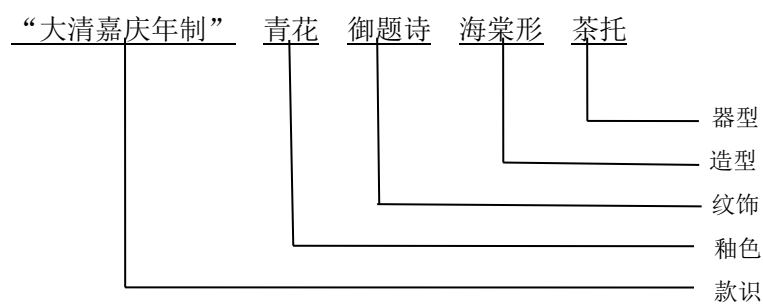 “大清嘉庆年制” 青花 御题诗 海棠形 茶托
器型
造型
纹饰
釉色
款识